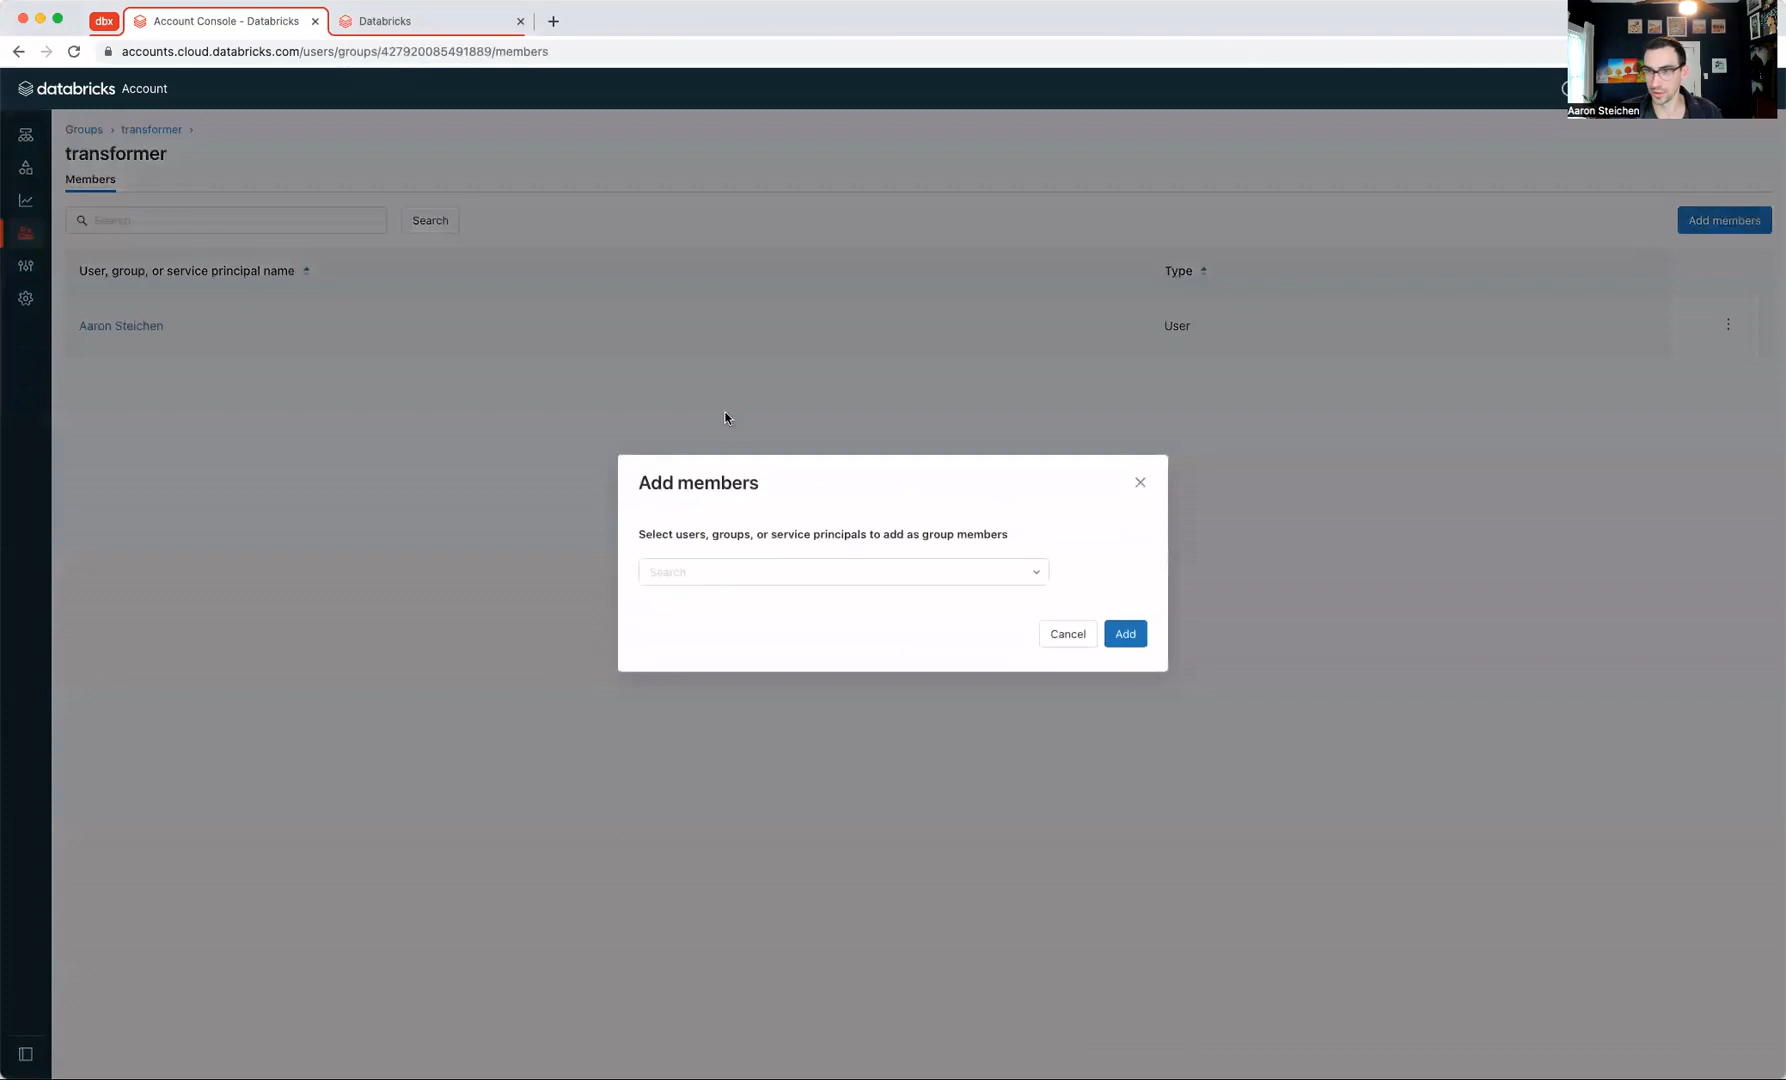 dbx
Account Console - Databricks
Databricks
accounts.cloud.databricks.com/users/groups/427920085491889/members
databricks Account
Aaron Steichen
Groups › transformer ›
transformer
Members
Search
Search
Add members
User, group, or service principal name
Type
Aaron Steichen
User
Add members
Select users, groups, or service principals to add as group members
Search
Cancel
Add